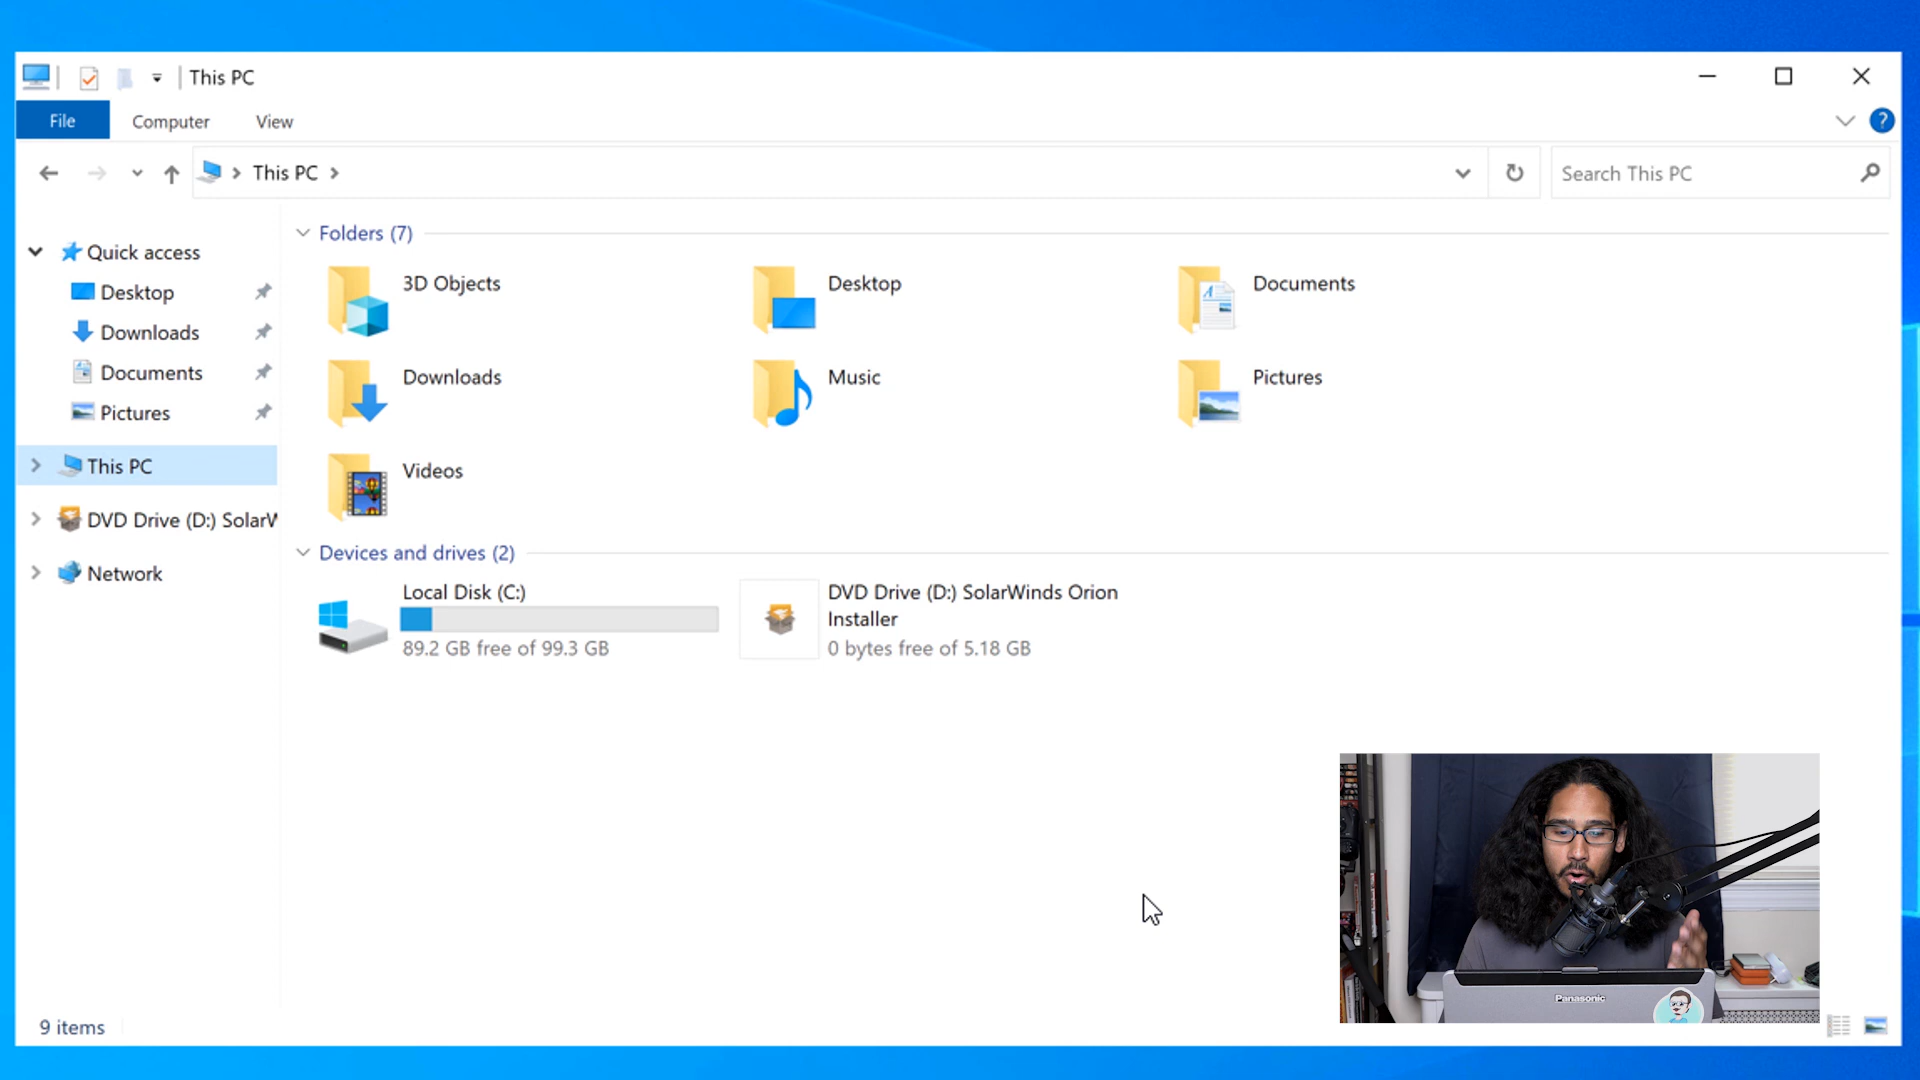 This PC
File
Computer
View
?
This PC
Search This PC
Quick access
Desktop
Downloads
Documents
Pictures
This PC
DVD Drive (D:) SolarW
Network
Folders (7)
3D Objects
Desktop
Documents
Downloads
Music
Pictures
Videos
Devices and drives (2)
Local Disk (C:)
89.2 GB free of 99.3 GB
DVD Drive (D:) SolarWinds Orion
Installer
0 bytes free of 5.18 GB
Panasonic
9 items